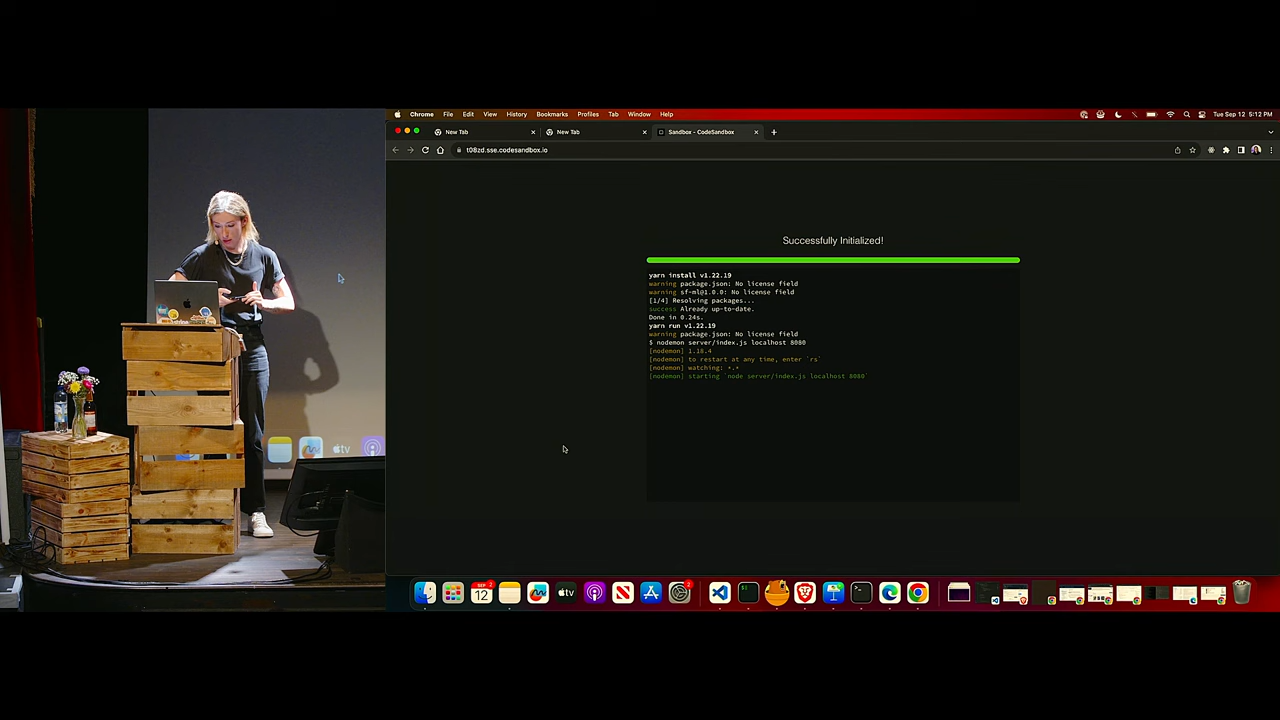 Chrome File Edit View History Bookmarks Profiles Tab Window Help
Tue Sep 12 5:12 PM
New Tab
New Tab
Sandbox - CodeSandbox
t08zd.sse.codesandbox.io
Successfully Initialized!
yarn install v1.22.19
warning package.json: No license field
warning sf-ml@1.0.0: No license field
[1/4] Resolving packages...
success Already up-to-date.
Done in 0.24s.
yarn run v1.22.19
warning package.json: No license field
$ nodemon server/index.js localhost 8080
[nodemon] 1.18.4
[nodemon] to restart at any time, enter `rs`
[nodemon] watching: *.*
[nodemon] starting `node server/index.js localhost 8080`
tv
SEP
12
tv